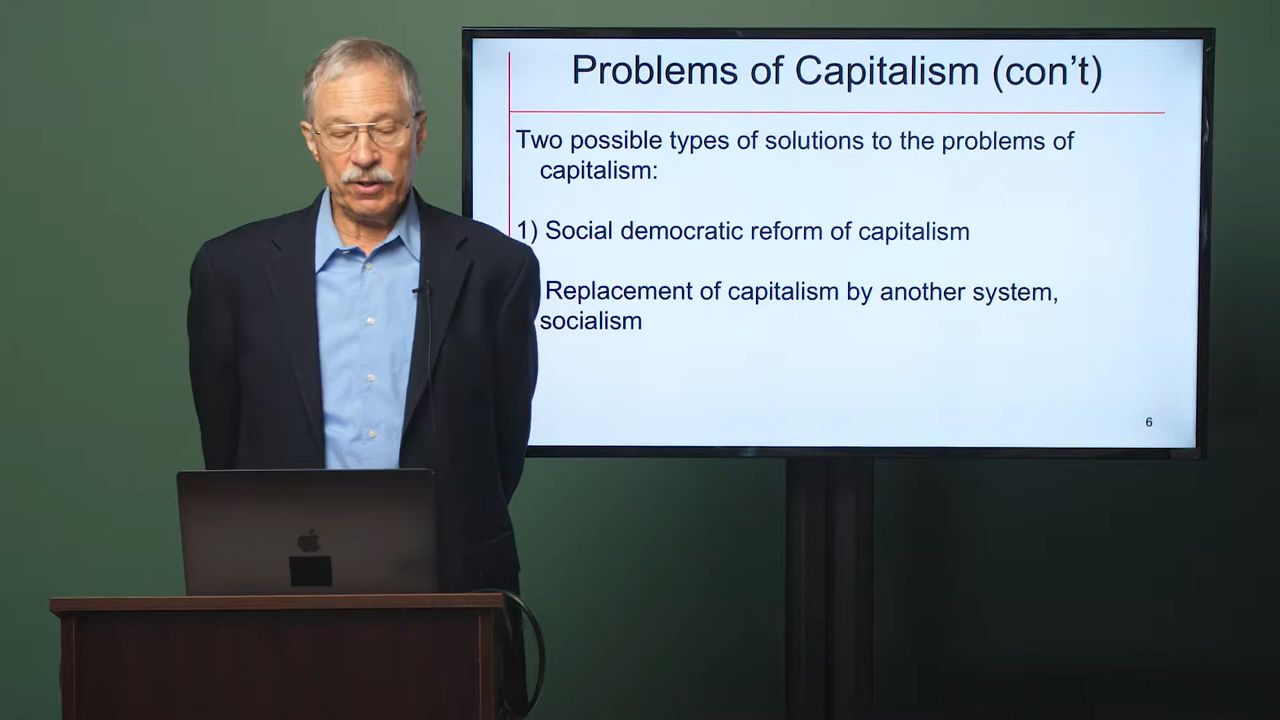 Problems of Capitalism (con't)
Two possible types of solutions to the problems of
capitalism:
1) Social democratic reform of capitalism
Replacement of capitalism by another system,
socialism
6